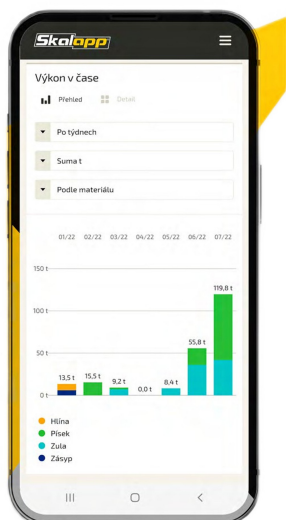 Skalapp
Výkon v čase
Přehled Detail
Po týdnech
Suma t
Podle materiálu
01/22 02/22 03/22 04/22 05/22 06/22 07/22
150 t
119,8 t
100 t
55,8 t
50 t
13,5 t 15,5 t 9,2 t 0,0 t 8,4 t
0 t
Hlína
Písek
Zula
Zásyp